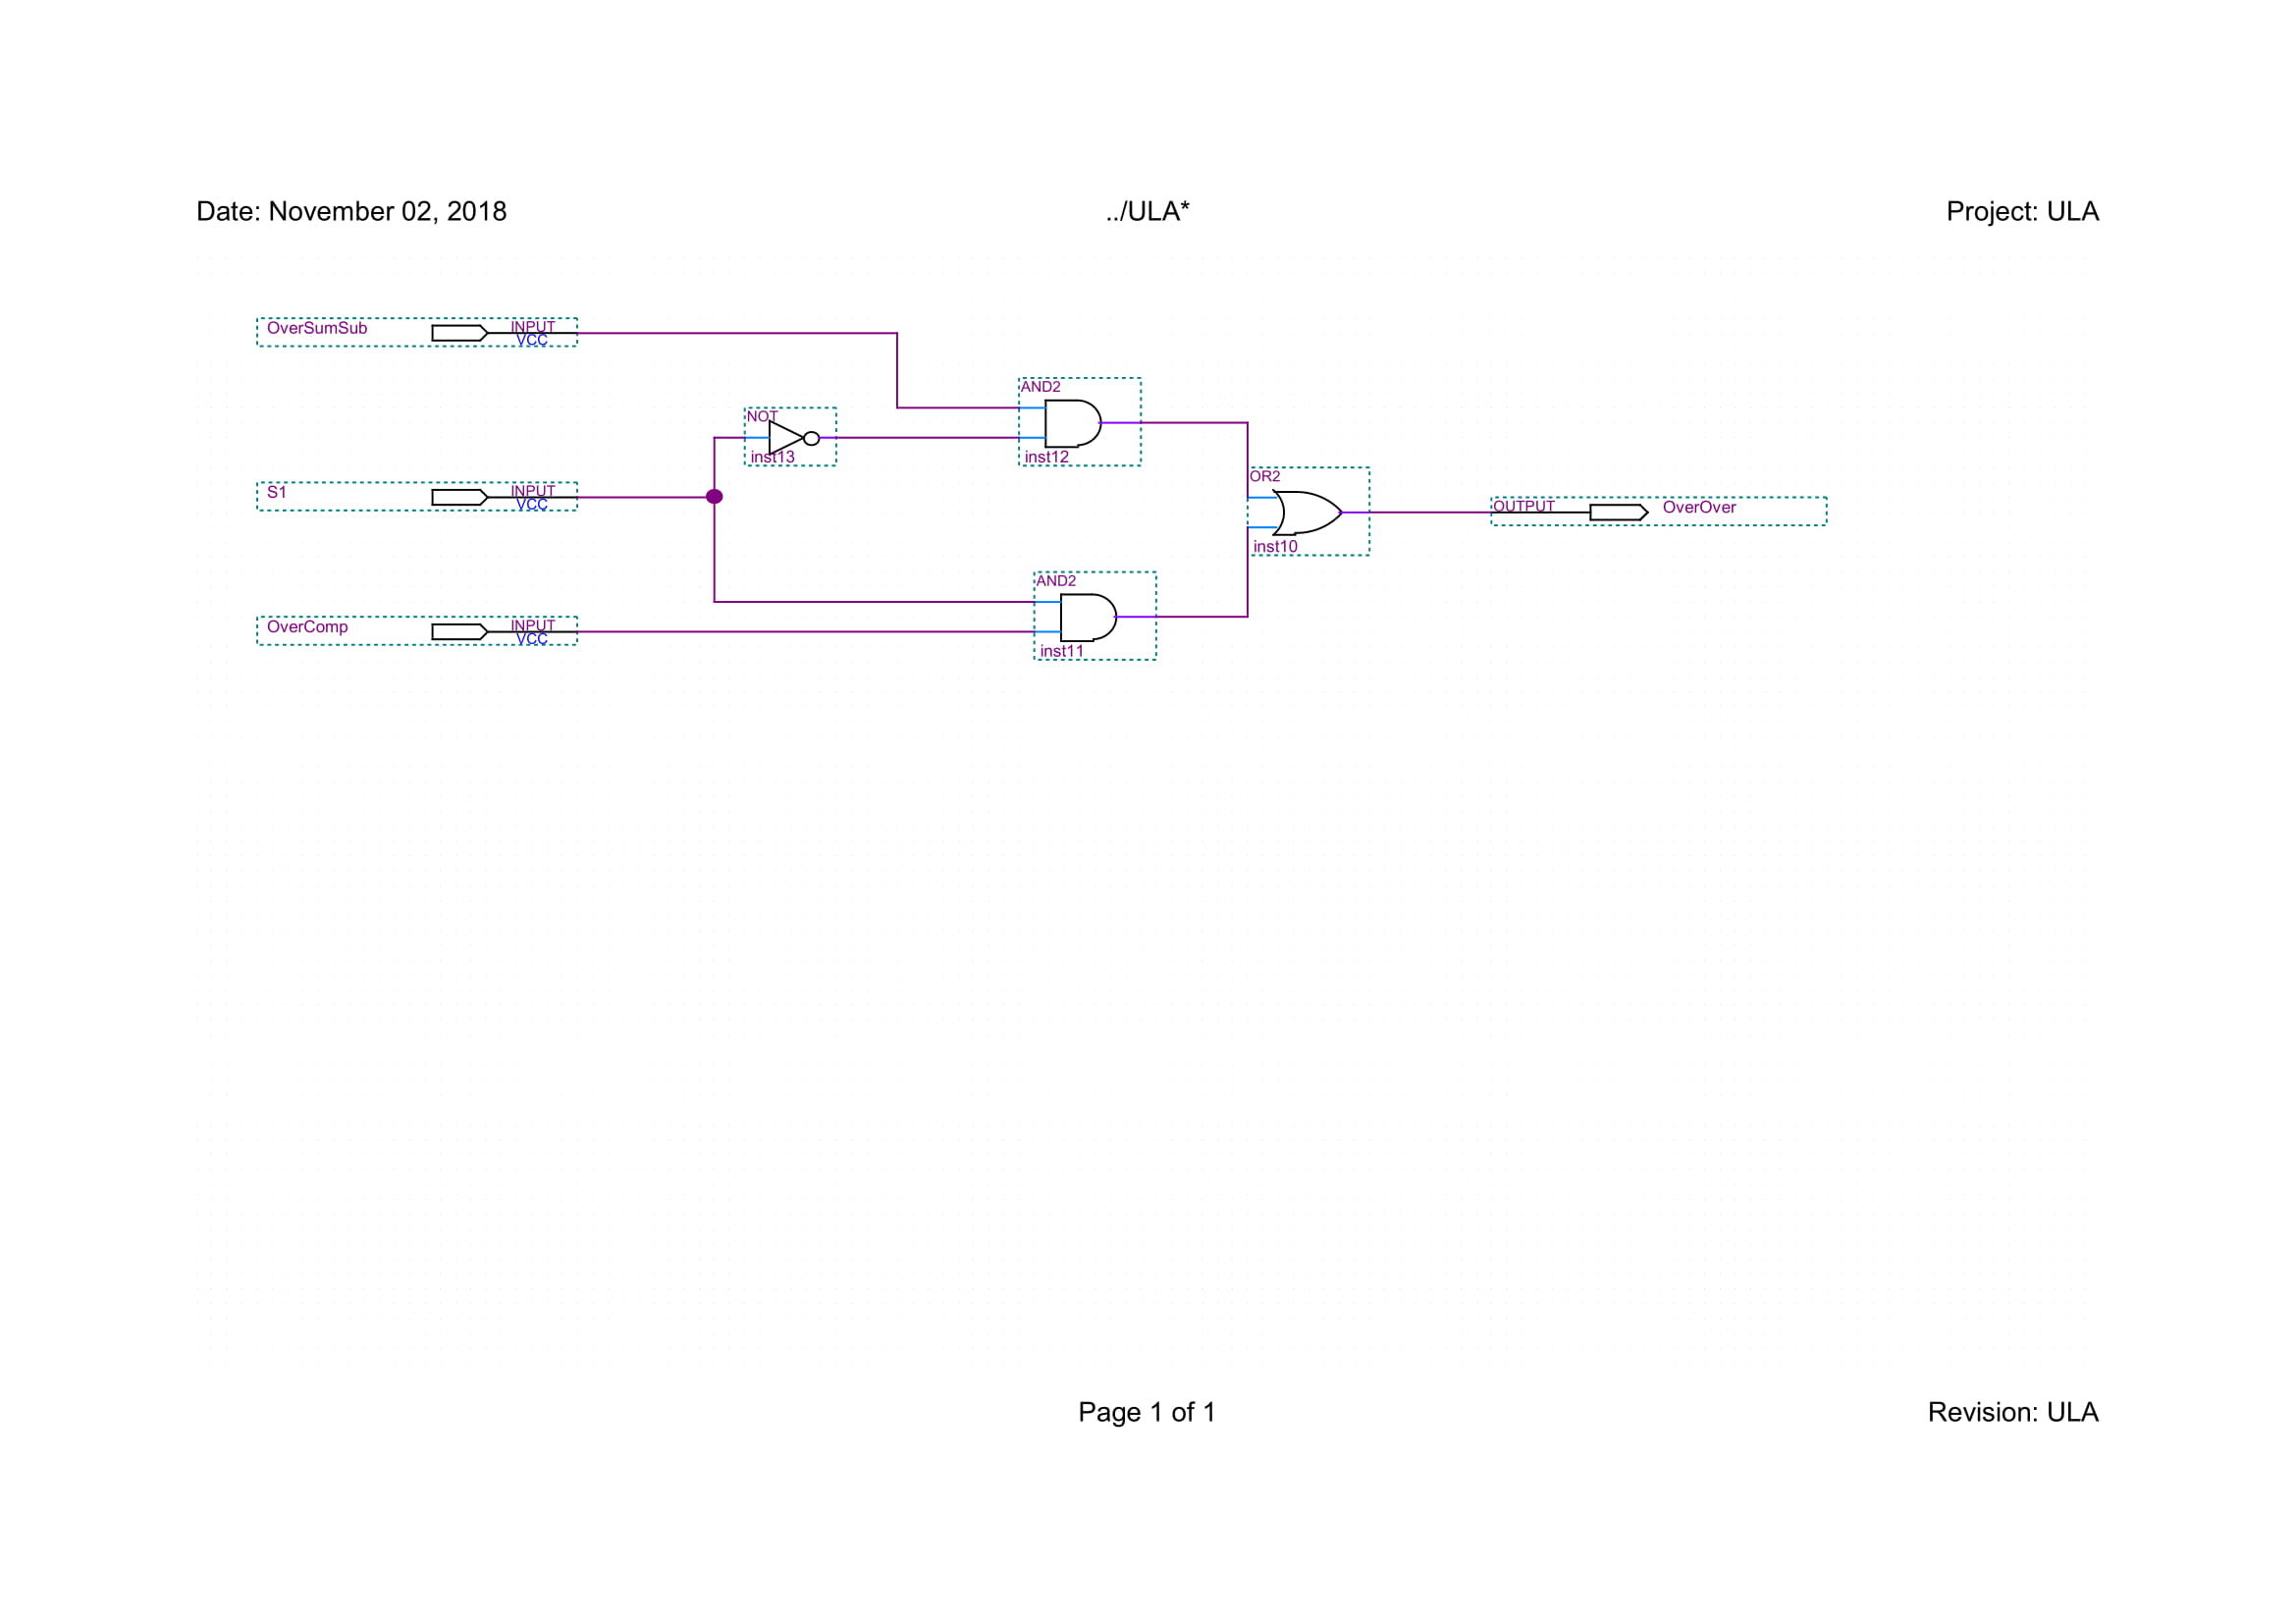 Date: November 02, 2018 ../ULA* Project: ULA
OverSumSub INPUT
VCC
AND2
NOT
inst13 inst12
OR2
S1 INPUT
VCC
OUTPUT OverOver
inst10
AND2
OverComp INPUT
VCC
inst11
Page 1 of 1 Revision: ULA